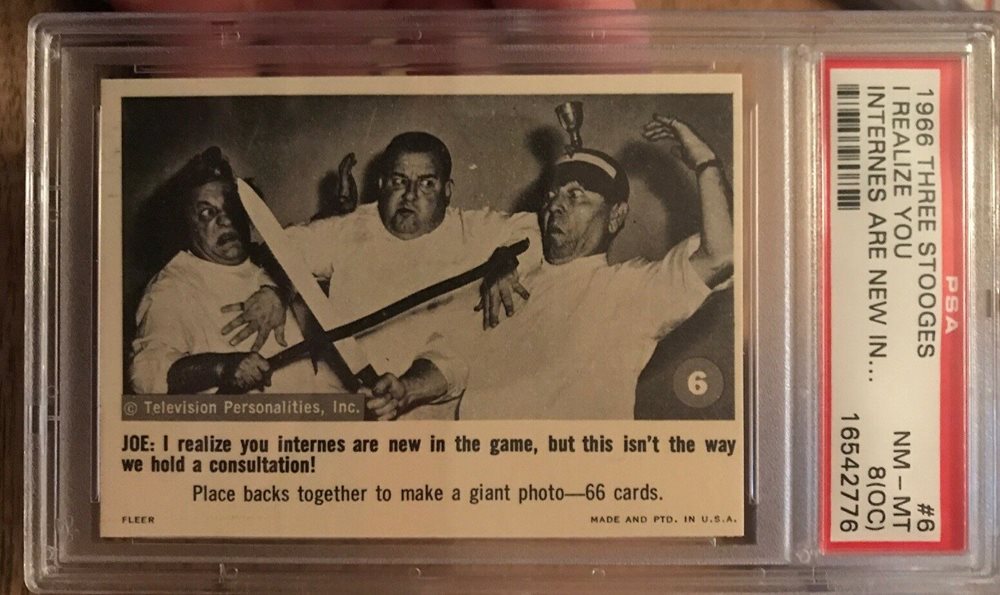 6
© Television Personalities, Inc.
JOE: I realize you internes are new in the game, but this isn't the way
we hold a consultation!
Place backs together to make a giant photo—66 cards.
FLEER
MADE AND PTD. IN U.S.A.
PSA
1966 THREE STOOGES #6
I REALIZE YOU NM-MT
INTERNES ARE NEW IN... 8(OC)
16542776